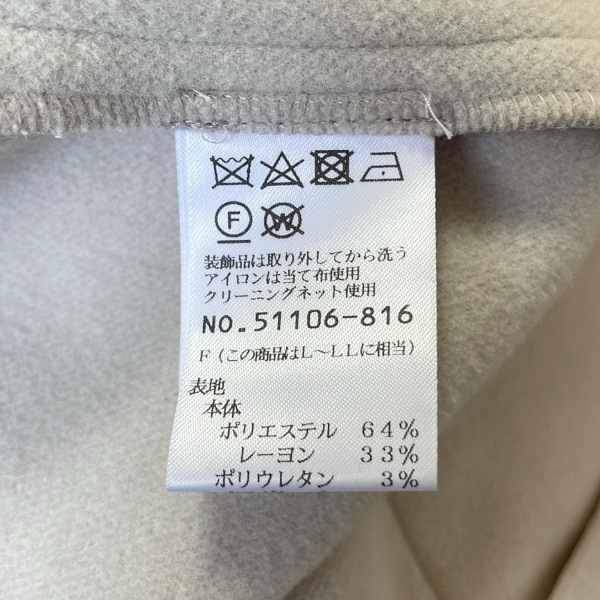 F W
装飾品は取り外してから洗う
アイロンは当て布使用
クリーニングネット使用
NO.51106-816
F（この商品はL〜LLに相当）
表地
本体
ポリエステル 64%
レーヨン 33%
ポリウレタン 3%